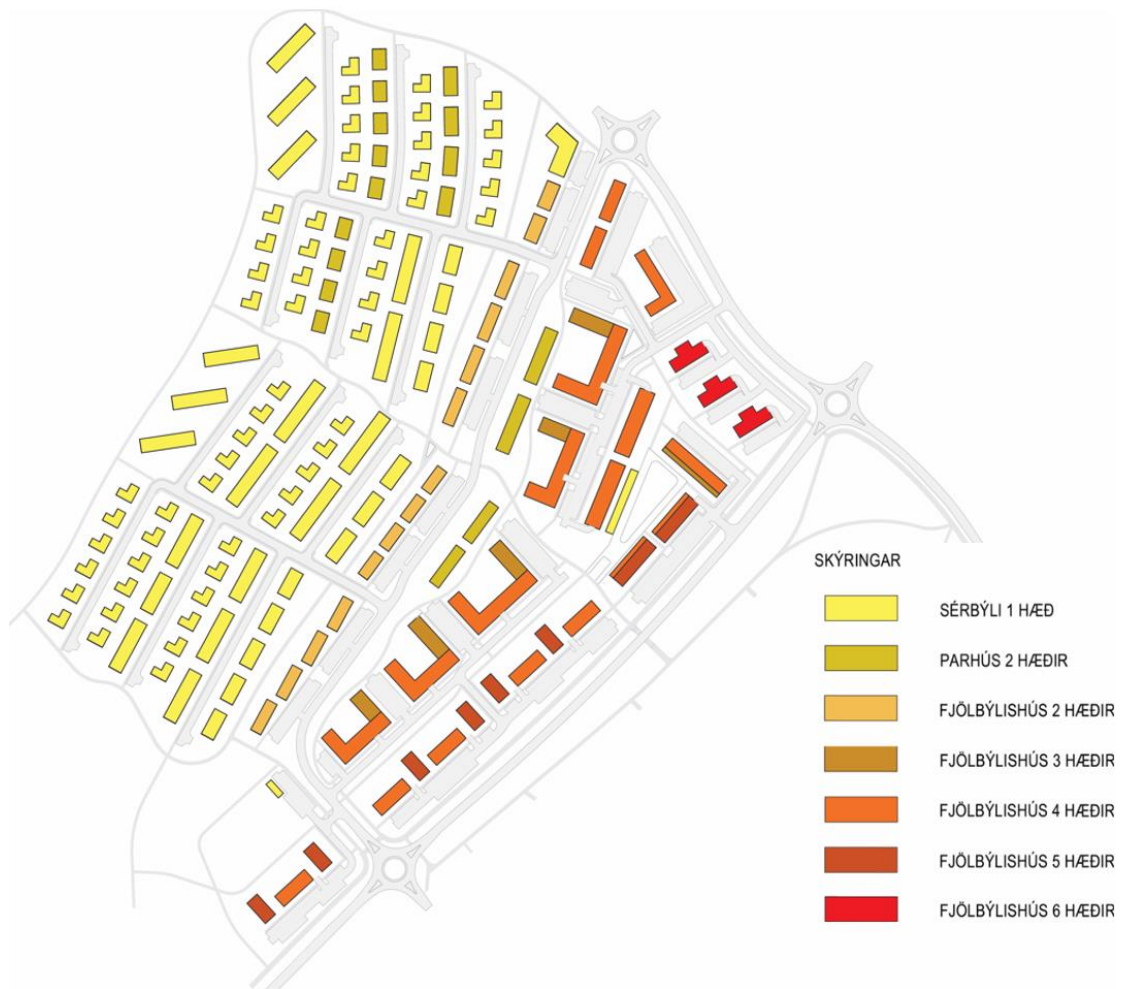 SKÝRINGAR
SÉRBÝLI 1 HÆÐ
PARHÚS 2 HÆÐIR
FJÖLBÝLISHÚS 2 HÆÐIR
FJÖLBÝLISHÚS 3 HÆÐIR
FJÖLBÝLISHÚS 4 HÆÐIR
FJÖLBÝLISHÚS 5 HÆÐIR
FJÖLBÝLISHÚS 6 HÆÐIR